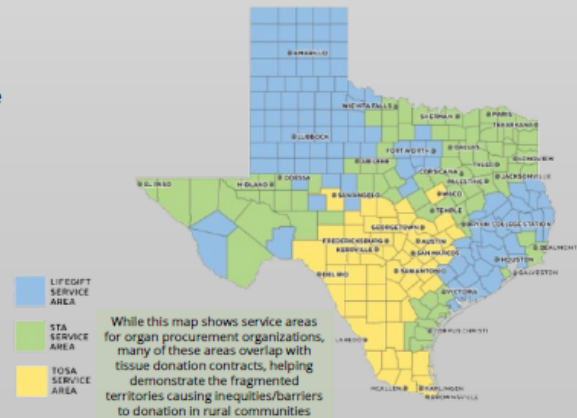 e
AMARILLO
WICHITA FALLS
SHERMAN
PARIS
TEXARKANA
LUBBOCK
FORT WORTH
DALLAS
ABILENE
TYLER
LONGVIEW
CORSICANA
JACKSONVILLE
EL PASO
MIDLAND
ODESSA
PALESTINE
SAN ANGELO
WACO
TEMPLE
GEORGETOWN
BRYAN COLLEGE STATION
FREDERICKSBURG
AUSTIN
BEAUMONT
KERRVILLE
SAN MARCOS
HOUSTON
DEL RIO
SAN ANTONIO
GALVESTON
VICTORIA
LIFEGIFT
SERVICE
AREA
STA
SERVICE
AREA
TOSA
SERVICE
AREA
While this map shows service areas
for organ procurement organizations,
many of these areas overlap with
tissue donation contracts, helping
demonstrate the fragmented
territories causing inequities/barriers
to donation in rural communities
CORPUS CHRISTI
LAREDO
MCALLEN
HARLINGEN
BROWNSVILLE